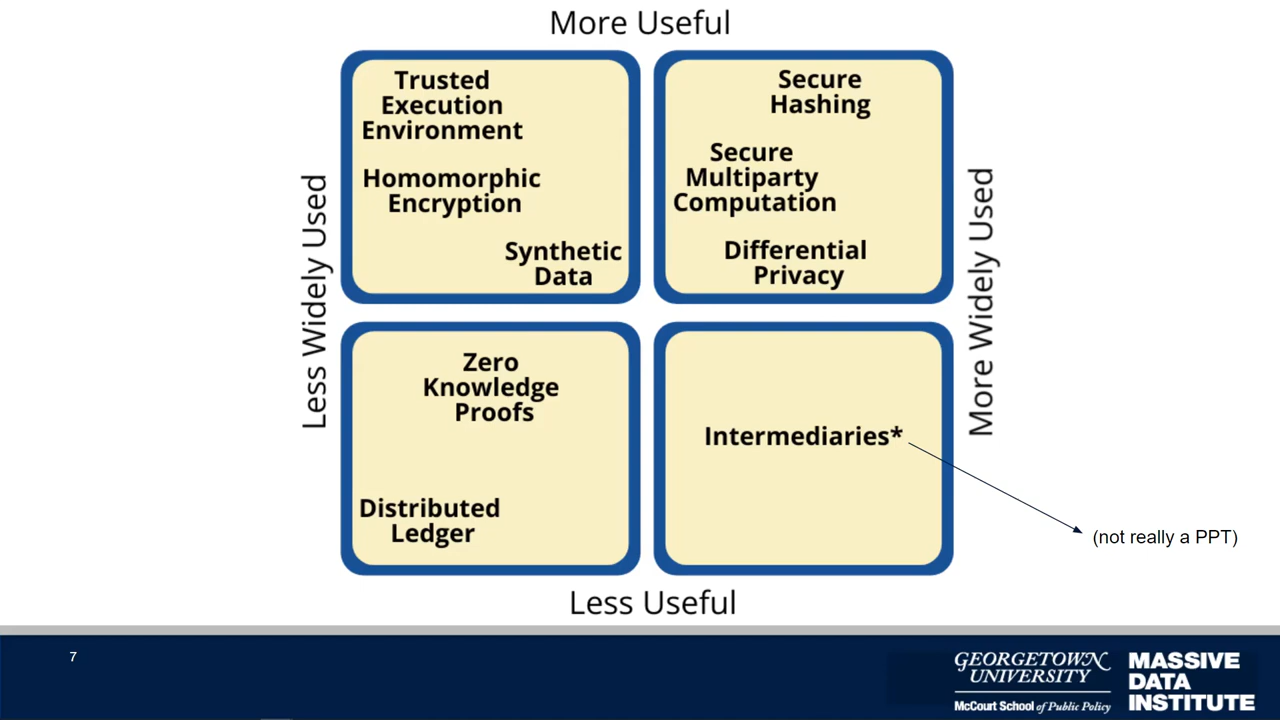 More Useful
Trusted
Execution
Environment
Homomorphic
Encryption
Synthetic
Data
Secure
Hashing
Secure
Multiparty
Computation
Differential
Privacy
Less Widely Used
More Widely Used
Zero
Knowledge
Proofs
Distributed
Ledger
Intermediaries*
(not really a PPT)
Less Useful
7
GEORGETOWN
UNIVERSITY
McCourt School of Public Policy
MASSIVE
DATA
INSTITUTE